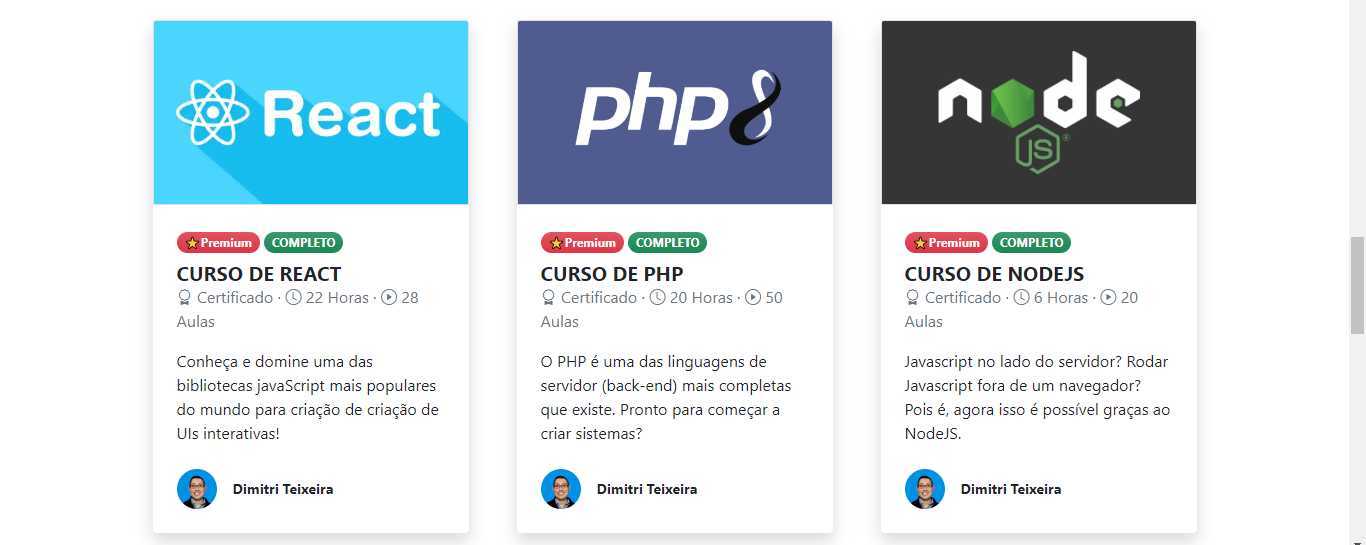 React
⭐Premium COMPLETO
CURSO DE REACT
Certificado · 22 Horas · 28
Aulas
Conheça e domine uma das
bibliotecas javaScript mais populares
do mundo para criação de criação de
UIs interativas!
Dimitri Teixeira
php 8
⭐Premium COMPLETO
CURSO DE PHP
Certificado · 20 Horas · 50
Aulas
O PHP é uma das linguagens de
servidor (back-end) mais completas
que existe. Pronto para começar a
criar sistemas?
Dimitri Teixeira
node
JS®
⭐Premium COMPLETO
CURSO DE NODEJS
Certificado · 6 Horas · 20
Aulas
Javascript no lado do servidor? Rodar
Javascript fora de um navegador?
Pois é, agora isso é possível graças ao
NodeJS.
Dimitri Teixeira